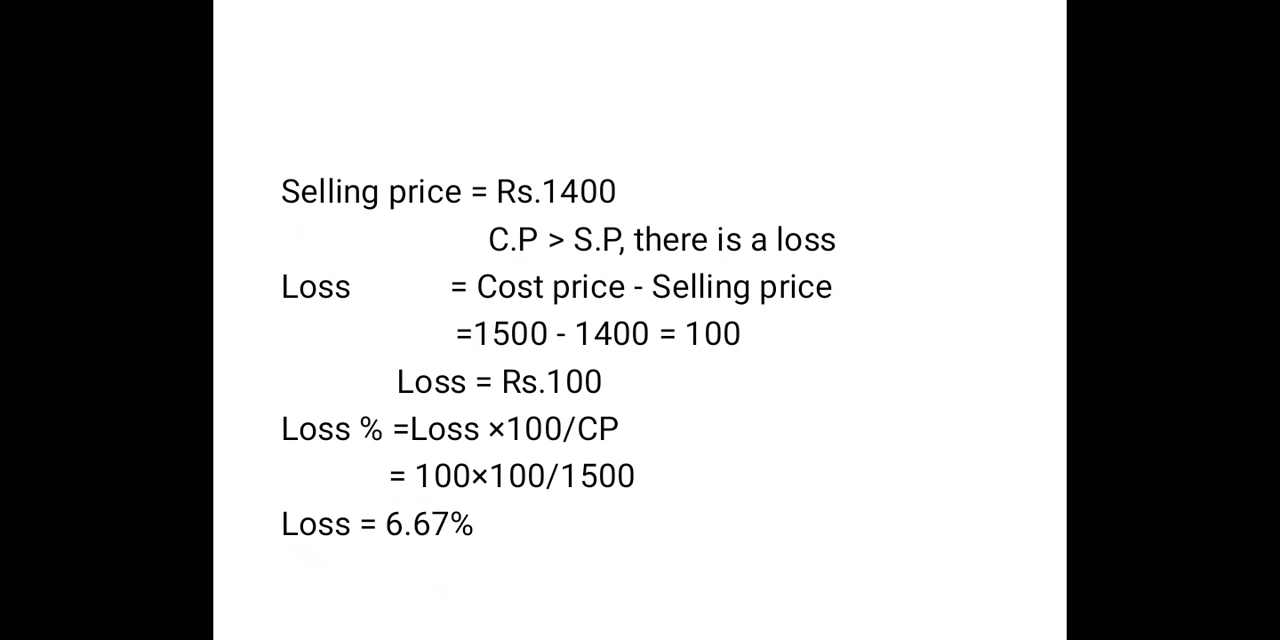 Selling price = Rs.1400
C.P > S.P, there is a loss
Loss = Cost price - Selling price
=1500 - 1400 = 100
Loss = Rs.100
Loss % =Loss ×100/CP
= 100×100/1500
Loss = 6.67%